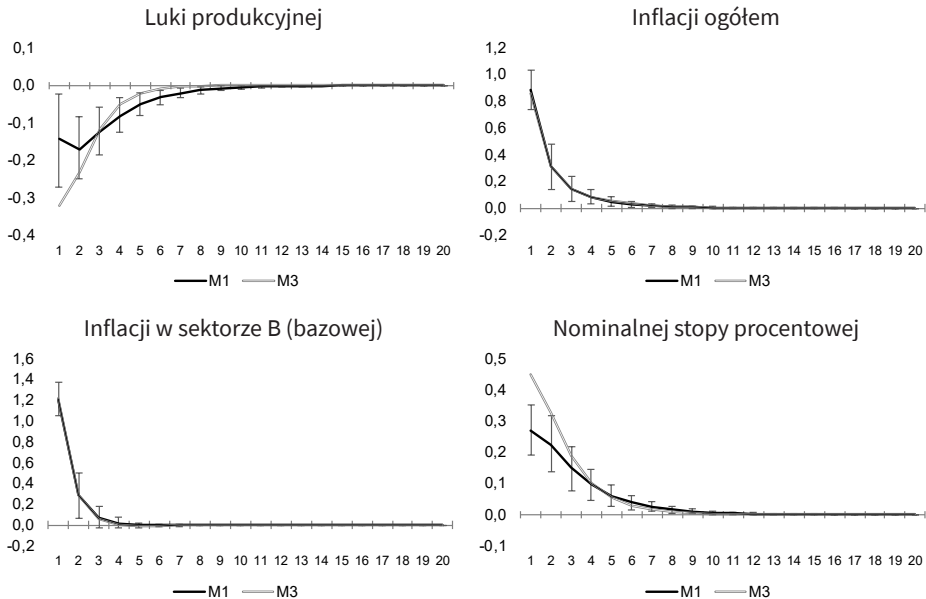 Luki produkcyjnej
0,1
0,0
-0,1
-0,2
-0,3
-0,4
1 2 3 4 5 6 7 8 9 10 11 12 13 14 15 16 17 18 19 20
M1 M3
Inflacji ogółem
1,2
1,0
0,8
0,6
0,4
0,2
0,0
-0,2
1 2 3 4 5 6 7 8 9 10 11 12 13 14 15 16 17 18 19 20
M1 M3
Inflacji w sektorze B (bazowej)
1,6
1,4
1,2
1,0
0,8
0,6
0,4
0,2
0,0
-0,2
1 2 3 4 5 6 7 8 9 10 11 12 13 14 15 16 17 18 19 20
M1 M3
Nominalnej stopy procentowej
0,5
0,4
0,3
0,2
0,1
0,0
-0,1
1 2 3 4 5 6 7 8 9 10 11 12 13 14 15 16 17 18 19 20
M1 M3